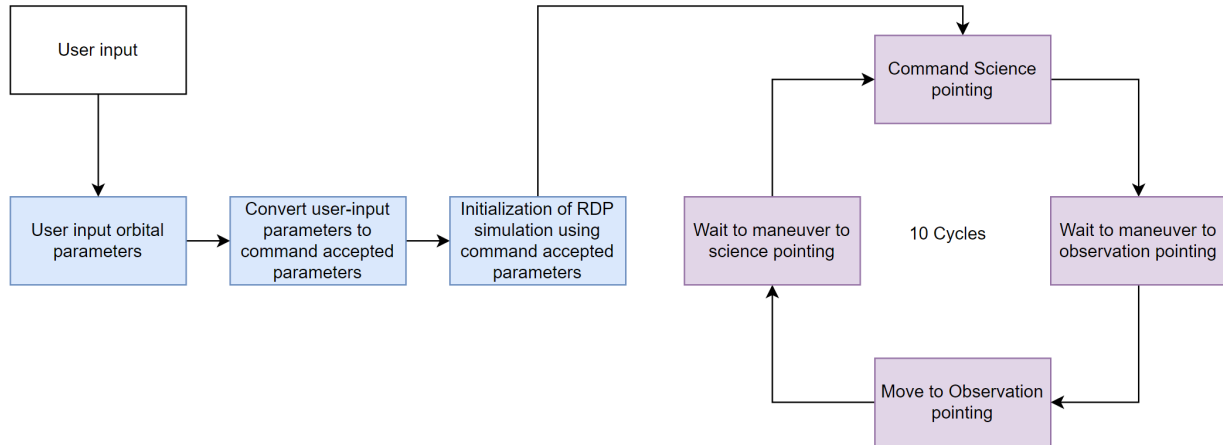 User input
Command Science
pointing
User input orbital
parameters
Convert user-input
parameters to
command accepted
parameters
Initialization of RDP
simulation using
command accepted
parameters
Wait to maneuver to
science pointing
10 Cycles
Wait to maneuver to
observation pointing
Move to Observation
pointing